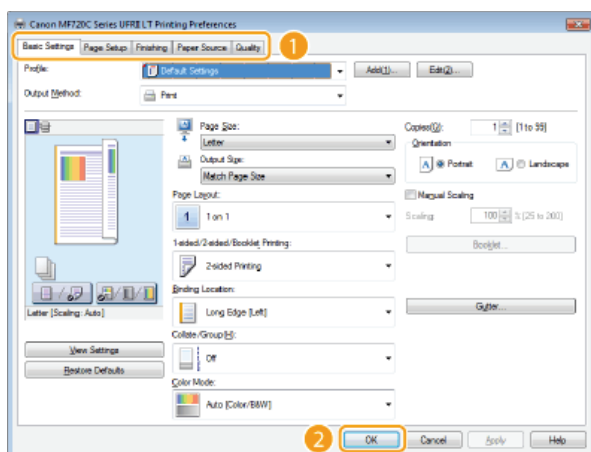 Canon MF720C Series UFRII LT Printing Preferences
Basic Settings Page Setup Finishing Paper Source Quality 1
Profile: Default Settings Add(1)... Edit(2)...
Output Method: Print
Page Size:
Letter
Output Size:
Match Page Size
Copies(Q): 1 [1 to 99]
Orientation
A Portrait A Landscape
Page Layout:
1 1 on 1
Manual Scaling
Scaling: 100 % [25 to 200]
1-sided/2-sided/Booklet Printing:
2-sided Printing
Booklet...
Binding Location:
Long Edge [Left]
Gutter...
Letter [Scaling: Auto]
Collate/Group(H):
Off
View Settings
Restore Defaults
Color Mode:
Auto [Color/B&W]
2 OK Cancel Apply Help